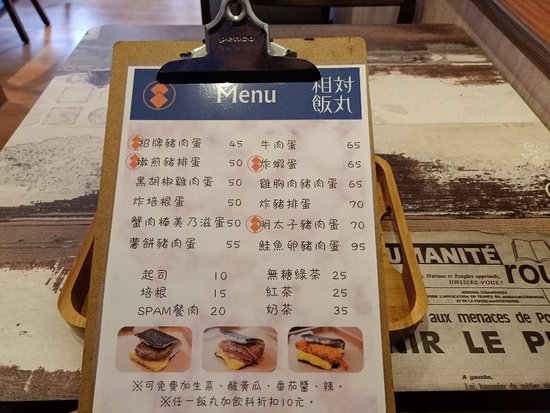 penco
Menu
相対
飯丸
招牌豬肉蛋 45
嫩煎豬排蛋 50
黑胡椒雞肉蛋 50
炸培根蛋 50
蟹肉棒美乃滋蛋 50
薯餅豬肉蛋 55
牛肉蛋 65
炸蝦蛋 65
雞胸肉豬肉蛋 65
炸豬排蛋 70
明太子豬肉蛋 70
鮭魚卵豬肉蛋 95
起司 10
培根 15
SPAM餐肉 20
無糖綠茶 25
紅茶 25
奶茶 35
※可免費加生菜、酸黃瓜、番茄醬、辣。
※任一飯丸加飲料折扣10元。
UMANITÉ
rou
Nations et Peuples opprimés,
UNISSEZ-VOUS !
aux menaces de Po
NIR LE P
A gauche,